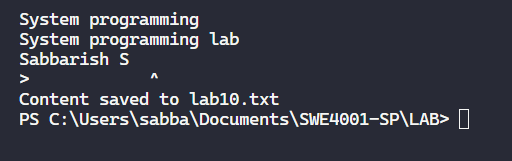 System programming
System programming lab
Sabbarish S
>            ^
Content saved to lab10.txt
PS C:\Users\sabba\Documents\SWE4001-SP\LAB>